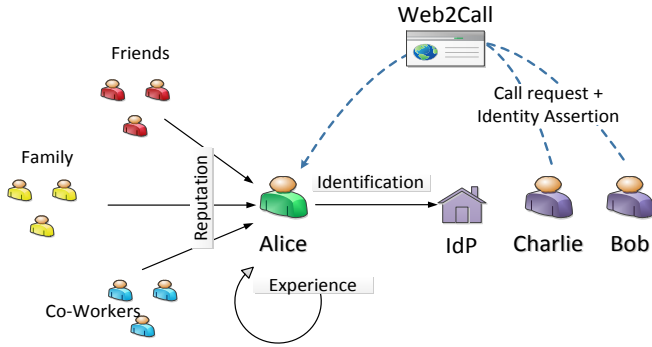 Web2Call
Friends
Call request +
Identity Assertion
Family
Reputation
Identification
Alice
IdP
Charlie
Bob
Experience
Co-Workers